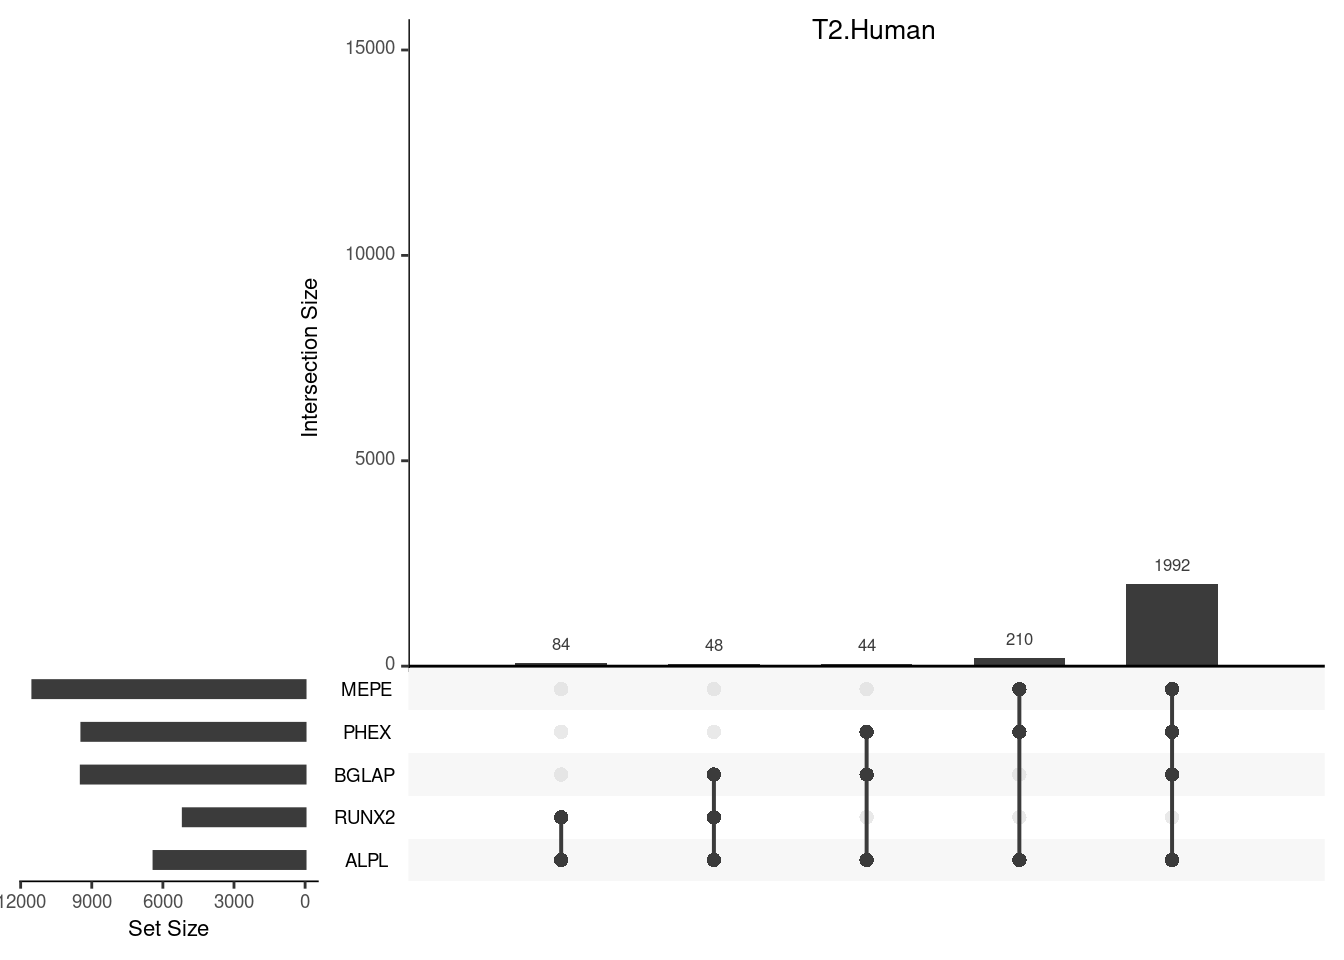 T2.Human
15000
10000
5000
0
Intersection Size
84
48
44
210
1992
MEPE
PHEX
BGLAP
RUNX2
ALPL
12000 9000 6000 3000 0
Set Size